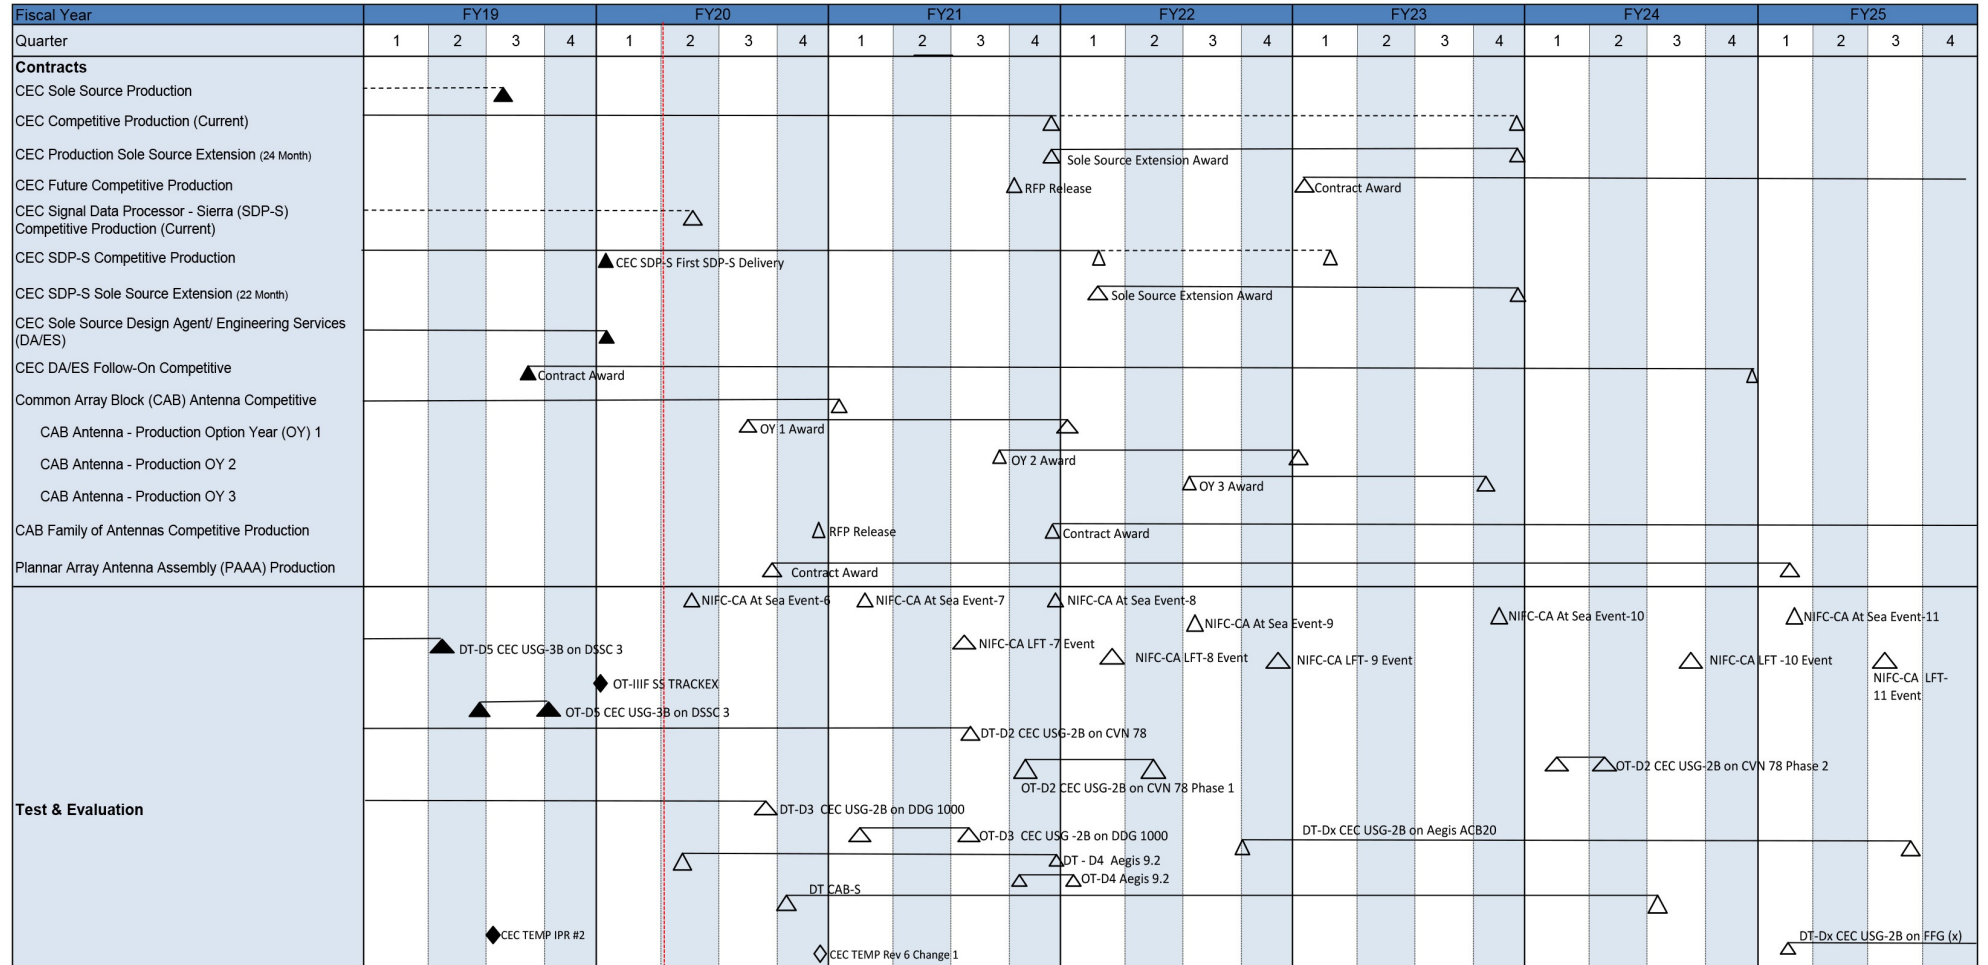 Fiscal Year FY19 FY20 FY21 FY22 FY23 FY24 FY25
Quarter 1 2 3 4 1 2 3 4 1 2 3 4 1 2 3 4 1 2 3 4 1 2 3 4 1 2 3 4
Contracts
CEC Sole Source Production
CEC Competitive Production (Current)
CEC Production Sole Source Extension (24 Month)
Sole Source Extension Award
CEC Future Competitive Production
RFP Release
Contract Award
CEC Signal Data Processor - Sierra (SDP-S)
Competitive Production (Current)
CEC SDP-S Competitive Production
CEC SDP-S First SDP-S Delivery
CEC SDP-S Sole Source Extension (22 Month)
Sole Source Extension Award
CEC Sole Source Design Agent/ Engineering Services
(DA/ES)
CEC DA/ES Follow-On Competitive
Contract Award
Common Array Block (CAB) Antenna Competitive
CAB Antenna - Production Option Year (OY) 1
OY 1 Award
CAB Antenna - Production OY 2
OY 2 Award
CAB Antenna - Production OY 3
OY 3 Award
CAB Family of Antennas Competitive Production
RFP Release
Contract Award
Plannar Array Antenna Assembly (PAAA) Production
Contract Award
Test & Evaluation
NIFC-CA At Sea Event-6
NIFC-CA At Sea Event-7
NIFC-CA At Sea Event-8
NIFC-CA At Sea Event-9
NIFC-CA At Sea Event-10
NIFC-CA At Sea Event-11
DT-D5 CEC USG-3B on DSSC 3
NIFC-CA LFT -7 Event
NIFC-CA LFT-8 Event
NIFC-CA LFT- 9 Event
NIFC-CA LFT -10 Event
NIFC-CA LFT-
11 Event
OT-IIIF SS TRACKEX
OT-D5 CEC USG-3B on DSSC 3
DT-D2 CEC USG-2B on CVN 78
OT-D2 CEC USG-2B on CVN 78 Phase 1
OT-D2 CEC USG-2B on CVN 78 Phase 2
DT-D3 CEC USG-2B on DDG 1000
OT-D3 CEC USG -2B on DDG 1000
DT-Dx CEC USG-2B on Aegis ACB20
DT - D4 Aegis 9.2
OT-D4 Aegis 9.2
DT CAB-S
CEC TEMP IPR #2
CEC TEMP Rev 6 Change 1
DT-Dx CEC USG-2B on FFG (x)